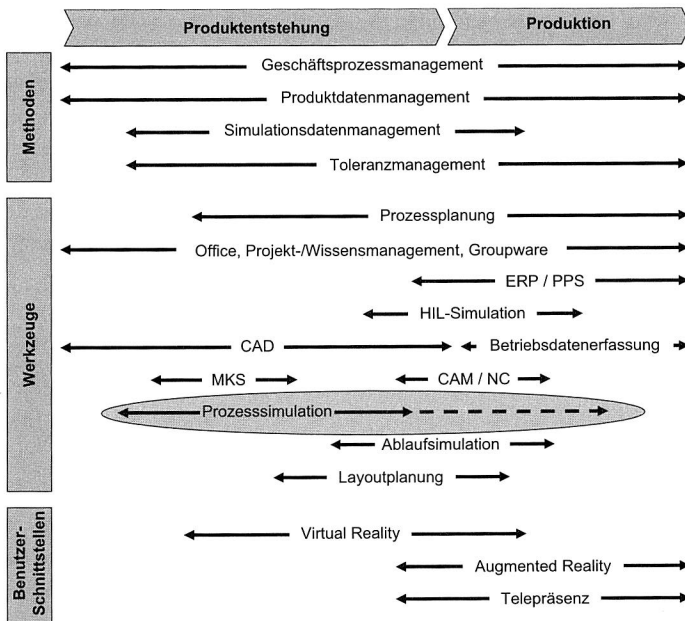 Produktentstehung
Produktion
Methoden
Geschäftsprozessmanagement
Produktdatenmanagement
Simulationsdatenmanagement
Toleranzmanagement
Werkzeuge
Prozessplanung
Office, Projekt-/Wissensmanagement, Groupware
ERP / PPS
HIL-Simulation
CAD
Betriebsdatenerfassung
MKS
CAM / NC
Prozesssimulation
Ablaufsimulation
Layoutplanung
Benutzer-
Schnittstellen
Virtual Reality
Augmented Reality
Telepräsenz